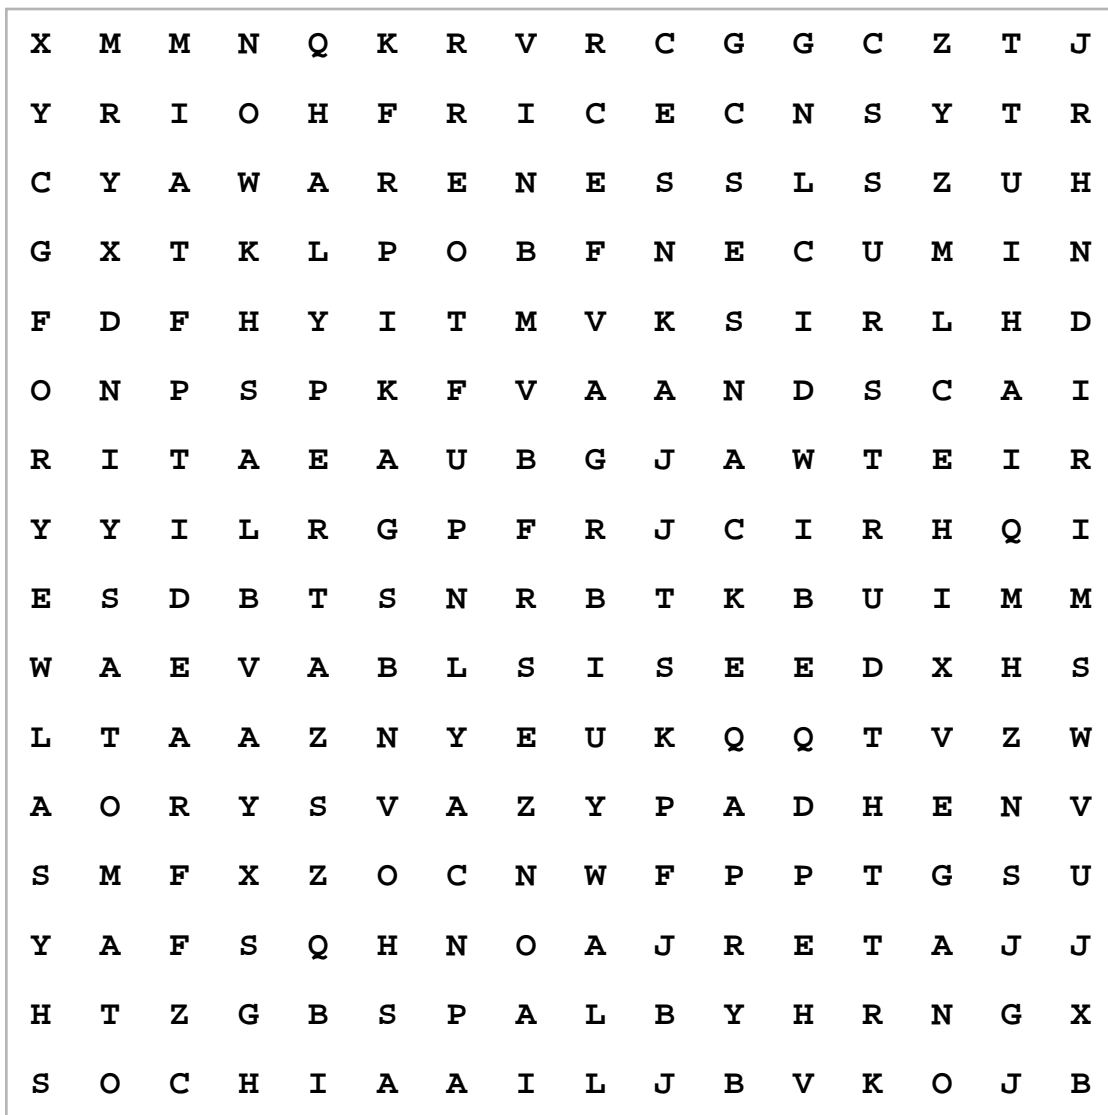 X M M N Q K R V R C G G C Z T J
Y R I O H F R I C E C N S Y T R
C Y A W A R E N E S S L S Z U H
G X T K L P O B F N E C U M I N
F D F H Y I T M V K S I R L H D
O N P S P K F V A A N D S C A I
R I T A E A U B G J A W T E I R
Y Y I L R G P F R J C I R H Q I
E S D B T S N R B T K B U I M M
W A E V A B L S I S E E D X H S
L T A A Z N Y E U K Q Q T V Z W
A O R Y S V A Z Y P A D H E N V
S M F X Z O C N W F P P T G S U
Y A F S Q H N O A J R E T A J J
H T Z G B S P A L B Y H R N G X
S O C H I A A I L J B V K O J B